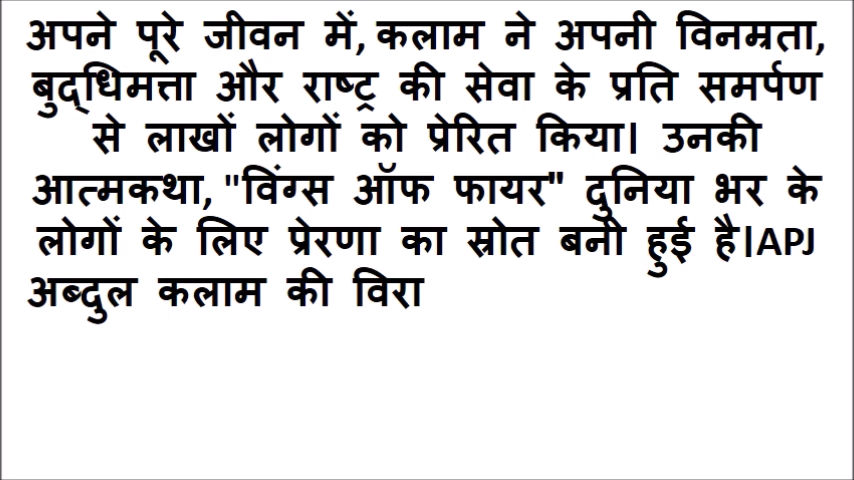 अपने पूरे जीवन में, कलाम ने अपनी विनम्रता,
बुद्धिमत्ता और राष्ट्र की सेवा के प्रति समर्पण
से लाखों लोगों को प्रेरित किया। उनकी
आत्मकथा, "विंग्स ऑफ फायर" दुनिया भर के
लोगों के लिए प्रेरणा का स्रोत बनी हुई है।APJ
अब्दुल कलाम की विरा